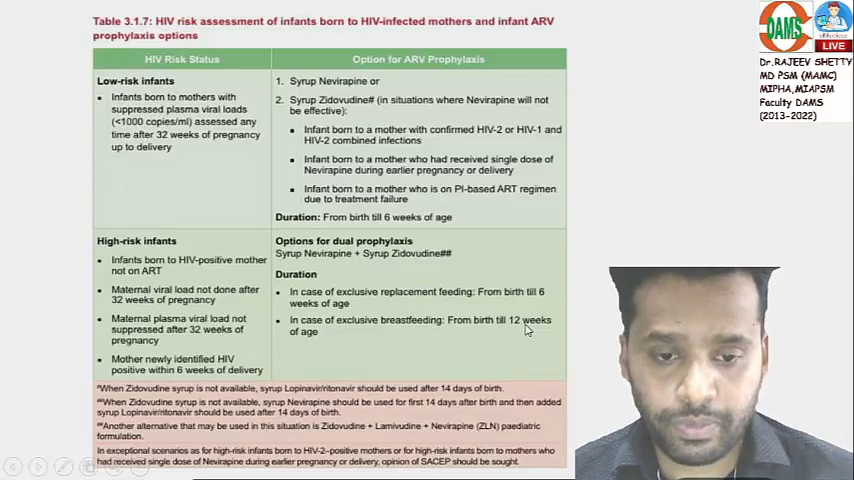 Table 3.1.7: HIV risk assessment of infants born to HIV-infected mothers and infant ARV
prophylaxis options
HIV Risk Status
Option for ARV Prophylaxis
Low-risk infants
• Infants born to mothers with
suppressed plasma viral loads
(<1000 copies/ml) assessed any
time after 32 weeks of pregnancy
up to delivery
1. Syrup Nevirapine or
2. Syrup Zidovudine# (in situations where Nevirapine will not
be effective):
▪ Infant born to a mother with confirmed HIV-2 or HIV-1 and
HIV-2 combined infections
▪ Infant born to a mother who had received single dose of
Nevirapine during earlier pregnancy or delivery
▪ Infant born to a mother who is on PI-based ART regimen
due to treatment failure
Duration: From birth till 6 weeks of age
High-risk infants
• Infants born to HIV-positive mother
not on ART
• Maternal viral load not done after
32 weeks of pregnancy
• Maternal plasma viral load not
suppressed after 32 weeks of
pregnancy
• Mother newly identified HIV
positive within 6 weeks of delivery
Options for dual prophylaxis
Syrup Nevirapine + Syrup Zidovudine##
Duration
• In case of exclusive replacement feeding: From birth till 6
weeks of age
• In case of exclusive breastfeeding: From birth till 12 weeks
of age
#When Zidovudine syrup is not available, syrup Lopinavir/ritonavir should be used after 14 days of birth.
##When Zidovudine syrup is not available, syrup Nevirapine should be used for first 14 days after birth and then added
syrup Lopinavir/ritonavir should be used after 14 days of birth.
##Another alternative that may be used in this situation is Zidovudine + Lamivudine + Nevirapine (ZLN) paediatric
formulation.
In exceptional scenarios as for high-risk infants born to HIV-2–positive mothers or for high-risk infants born to mothers who
had received single dose of Nevirapine during earlier pregnancy or delivery, opinion of SACEP should be sought.
DAMS
eMedicoz
LIVE
Dr.RAJEEV SHETTY
MD PSM (MAMC)
MIPHA,MIAPSM
Faculty DAMS
(2013-2022)